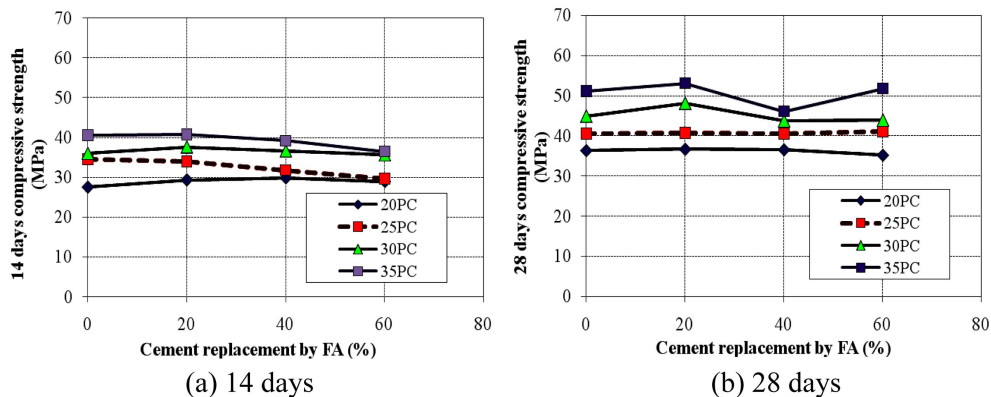 14 days compressive strength
(MPa)
70
60
50
40
30
20
10
0
0 20 40 60 80
20PC
25PC
30PC
35PC
Cement replacement by FA (%)
(a) 14 days
28 days compressive strength
(MPa)
70
60
50
40
30
20
10
0
0 20 40 60 80
20PC
25PC
30PC
35PC
Cement replacement by FA (%)
(b) 28 days